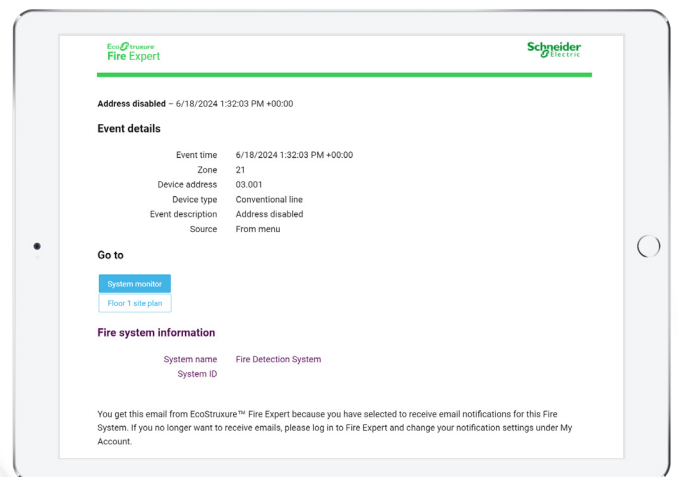 EcoStruxure
Fire Expert
Schneider
Electric
Address disabled – 6/18/2024 1:32:03 PM +00:00
Event details
Event time 6/18/2024 1:32:03 PM +00:00
Zone 21
Device address 03.001
Device type Conventional line
Event description Address disabled
Source From menu
Go to
System monitor
Floor 1 site plan
Fire system information
System name Fire Detection System
System ID
You get this email from EcoStruxure™ Fire Expert because you have selected to receive email notifications for this Fire
System. If you no longer want to receive emails, please log in to Fire Expert and change your notification settings under My
Account.